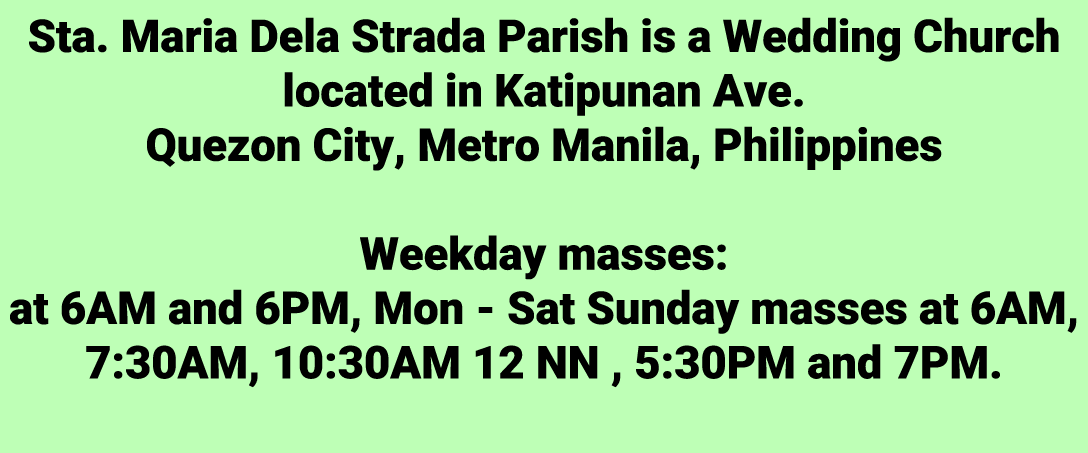 Sta. Maria Dela Strada Parish is a Wedding Church
located in Katipunan Ave.
Quezon City, Metro Manila, Philippines
Weekday masses:
at 6AM and 6PM, Mon - Sat Sunday masses at 6AM,
7:30AM, 10:30AM 12 NN , 5:30PM and 7PM.